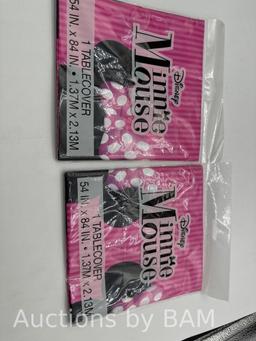 Disney
Minnie
Mouse
1 TABLECOVER
54 IN. x 84 IN. • 1.37M x 2.13M
Disney
Minnie
Mouse
1 TABLECOVER
54 IN. x 84 IN. • 1.37M x 2.13M
Auctions by BAM